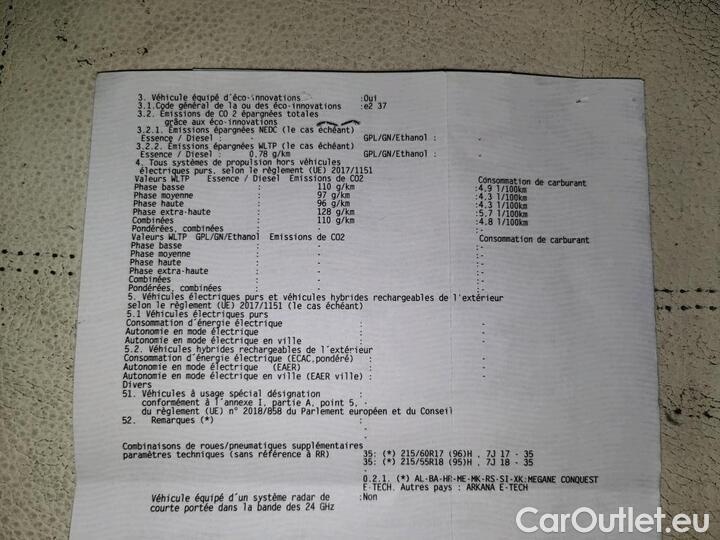 3. Véhicule équipé d'éco-innovations :Oui
3.1.Code général de la ou des éco-innovations :e2 37
3.2. Émissions de CO 2 épargnées totales
grâce aux éco-innovations
3.2.1. Émissions épargnées NEDC (le cas échéant)
Essence / Diesel : - GPL/GN/Ethanol : -
3.2.2. Émissions épargnées WLTP (le cas échéant)
Essence / Diesel : 0.78 g/km GPL/GN/Ethanol : -
4. Tous systèmes de propulsion hors véhicules
électriques purs, selon le règlement (UE) 2017/1151
Valeurs WLTP Essence / Diesel Emissions de CO2 Consommation de carburant
Phase basse : 110 g/km :4.9 l/100km
Phase moyenne : 97 g/km :4.3 l/100km
Phase haute : 96 g/km :4.3 l/100km
Phase extra-haute : 128 g/km :5.7 l/100km
Combinées : 110 g/km :4.8 l/100km
Pondérées, combinées : - :-
Valeurs WLTP GPL/GN/Ethanol Emissions de CO2 Consommation de carburant
Phase basse : - :-
Phase moyenne : - :-
Phase haute : - :-
Phase extra-haute : - :-
Combinées : - :-
Pondérées, combinées : - :-
5. Véhicules électriques purs et véhicules hybrides rechargeables de l'extérieur
selon le règlement (UE) 2017/1151 (le cas échéant)
5.1 Véhicules électriques purs
Consommation d'énergie électrique : -
Autonomie en mode électrique : -
Autonomie en mode électrique en ville : -
5.2. Véhicules hybrides rechargeables de l'extérieur
Consommation d'énergie électrique (ECAC,pondéré) : -
Autonomie en mode électrique (EAER) : -
Autonomie en mode électrique en ville (EAER ville) : -
Divers
51. Véhicules à usage spécial désignation :
conformément à l'annexe I, partie A, point 5, -
du règlement (UE) n° 2018/858 du Parlement européen et du Conseil
52. Remarques (*) :
-
Combinaisons de roues/pneumatiques supplémentaires :
paramètres techniques (sans référence à RR) 35: (*) 215/60R17 (96)H , 7J 17 - 35
35: (*) 215/55R18 (95)H , 7J 18 - 35
-
0.2.1. (*) AL-BA-HR-ME-MK-RS-SI-XK:MEGANE CONQUEST
E-TECH. Autres pays : ARKANA E-TECH
Véhicule équipé d'un système radar de :Non
courte portée dans la bande des 24 GHz
CarOutlet.eu